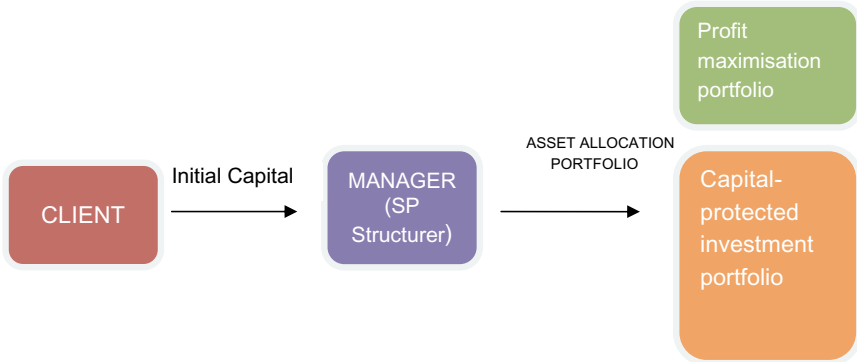 CLIENT
Initial Capital
MANAGER
(SP
Structurer)
ASSET ALLOCATION
PORTFOLIO
Profit
maximisation
portfolio
Capital-
protected
investment
portfolio